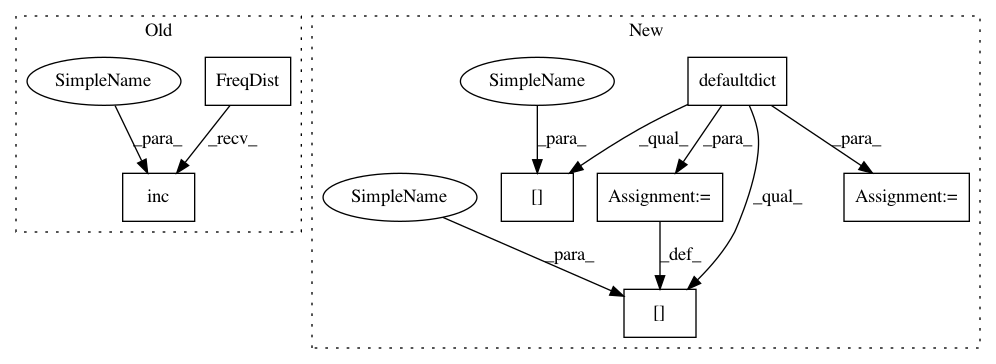 Old
New
SimpleName
FreqDist
SimpleName
defaultdict
_para_
_recv_
_para_
_qual_
_para_
_para_
inc
SimpleName
[]
Assignment:=
Assignment:=
_qual_
_para_
_def_
[]